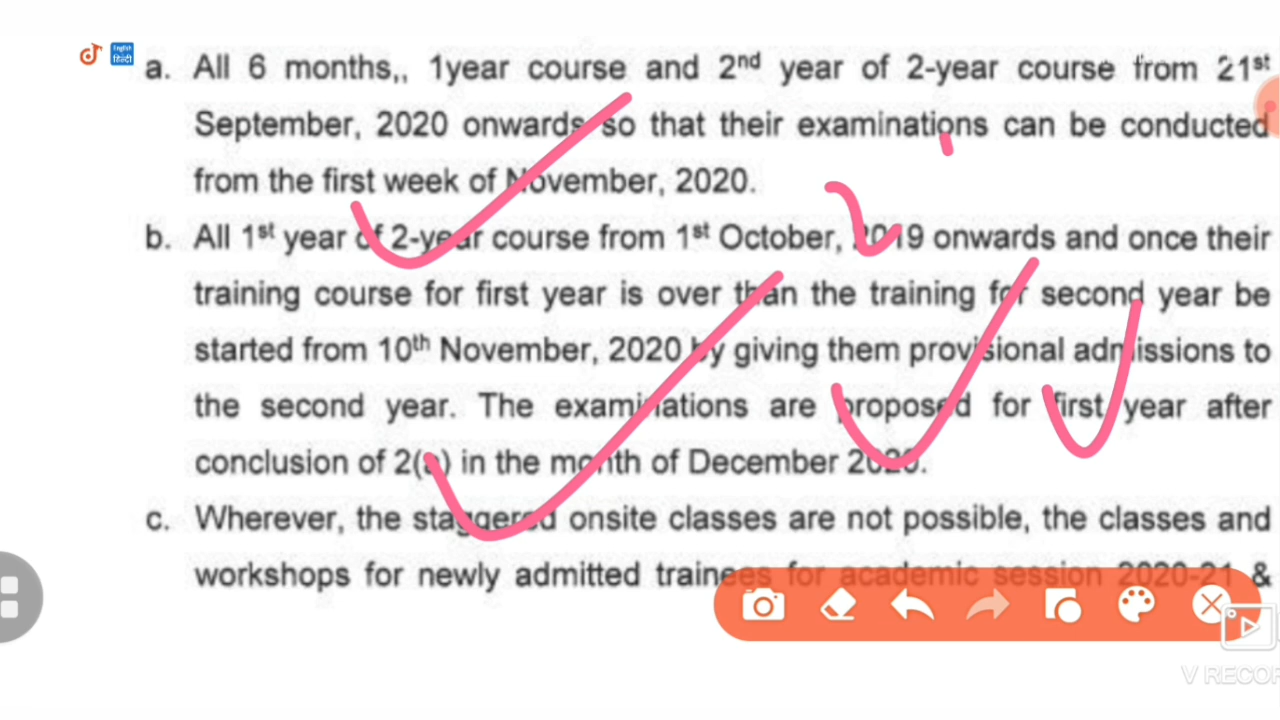 English
हिंदी
a. All 6 months,, 1year course and 2nd year of 2-year course from 21st
September, 2020 onwards so that their examinations can be conducted
from the first week of November, 2020.
b. All 1st year of 2-year course from 1st October, 2019 onwards and once their
training course for first year is over than the training for second year be
started from 10th November, 2020 by giving them provisional admissions to
the second year. The examinations are proposed for first year after
conclusion of 2(a) in the month of December 2020.
c. Wherever, the staggered onsite classes are not possible, the classes and
workshops for newly admitted trainees for academic session 2020-21 &
V RECOR